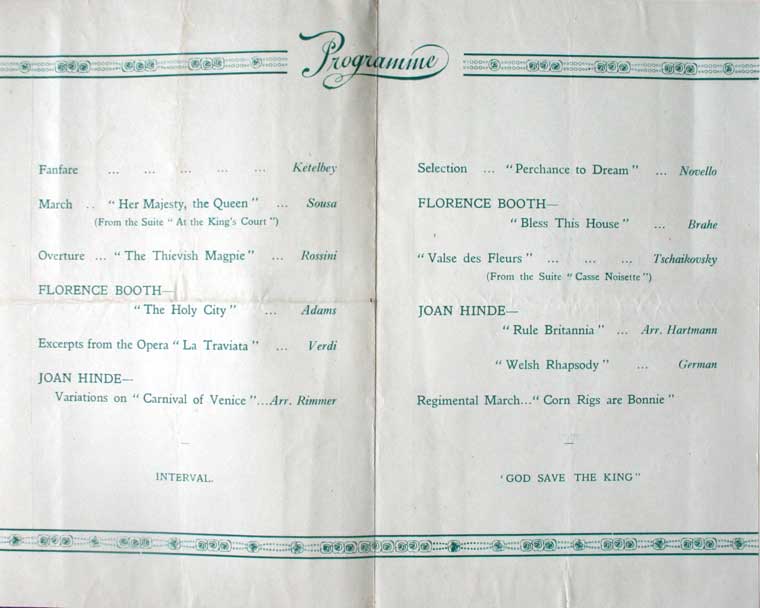 Programme
Fanfare ... ... ... ... ... Ketelbey
March .. "Her Majesty, the Queen" ... Sousa
(From the Suite "At the King's Court")
Overture ... "The Thievish Magpie" ... Rossini
FLORENCE BOOTH—
"The Holy City" ... Adams
Excerpts from the Opera "La Traviata" ... Verdi
JOAN HINDE—
Variations on "Carnival of Venice"...Arr. Rimmer
INTERVAL.
Selection ... "Perchance to Dream" ... Novello
FLORENCE BOOTH—
"Bless This House" ... Brahe
"Valse des Fleurs" ... ... ... Tschaikovsky
(From the Suite "Casse Noisette")
JOAN HINDE—
"Rule Britannia" ... Arr. Hartmann
"Welsh Rhapsody" ... German
Regimental March..."Corn Rigs are Bonnie"
'GOD SAVE THE KING"